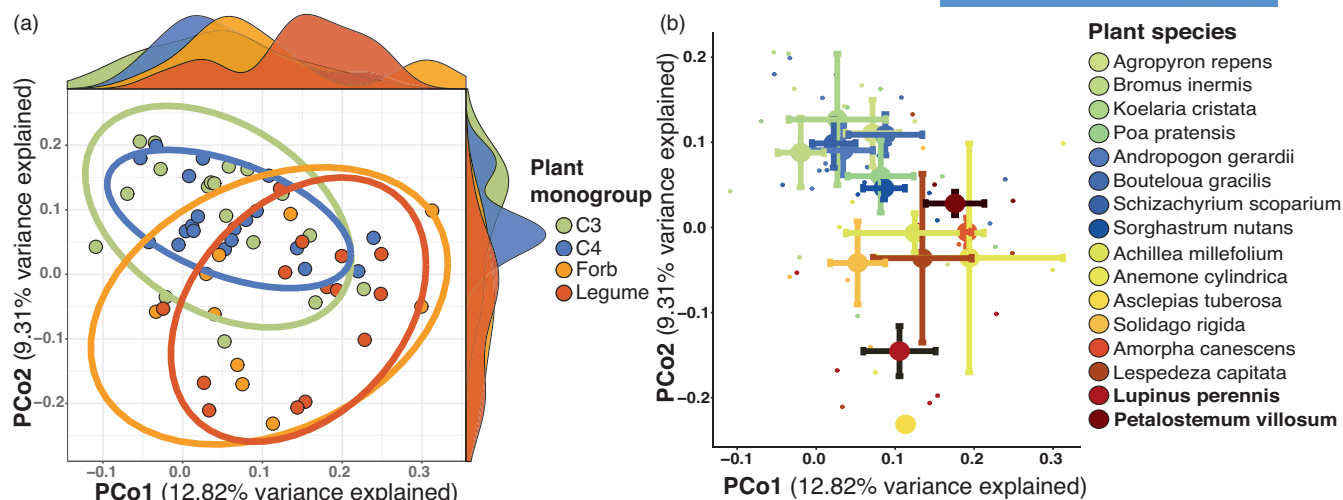 (a)
PCo2 (9.31% variance explained)
0.2
0.1
0.0
−0.1
−0.2
−0.1
0.0
0.1
0.2
0.3
PCo1 (12.82% variance explained)
Plant
monogroup
C3
C4
Forb
Legume
(b)
PCo2 (9.31% variance explained)
0.2
0.1
0.0
−0.1
−0.2
−0.1
0.0
0.1
0.2
0.3
PCo1 (12.82% variance explained)
Plant species
Agropyron repens
Bromus inermis
Koelaria cristata
Poa pratensis
Andropogon gerardii
Bouteloua gracilis
Schizachyrium scoparium
Sorghastrum nutans
Achillea millefolium
Anemone cylindrica
Asclepias tuberosa
Solidago rigida
Amorpha canescens
Lespedeza capitata
Lupinus perennis
Petalostemum villosum